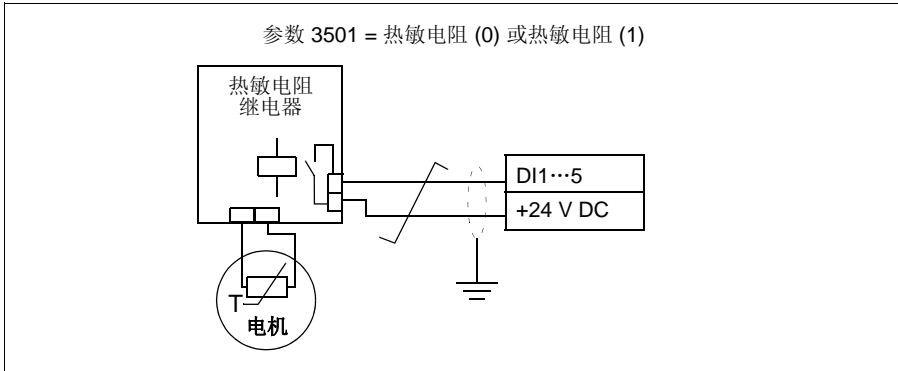 参数 3501 = 热敏电阻 (0) 或热敏电阻 (1)
热敏电阻
继电器
DI1…5
+24 V DC
T
电机